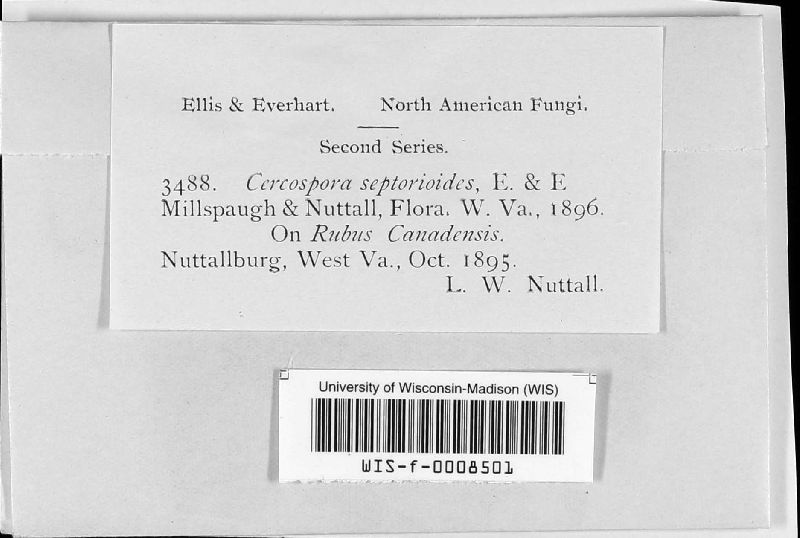 Ellis & Everhart. North American Fungi.
Second Series.
3488. Cercospora septorioides, E. & E
Millspaugh & Nuttall, Flora. W. Va., 1896.
On Rubus Canadensis.
Nuttallburg, West Va., Oct. 1895.
L. W. Nuttall.
University of Wisconsin-Madison (WIS)
WIS-f-0008501